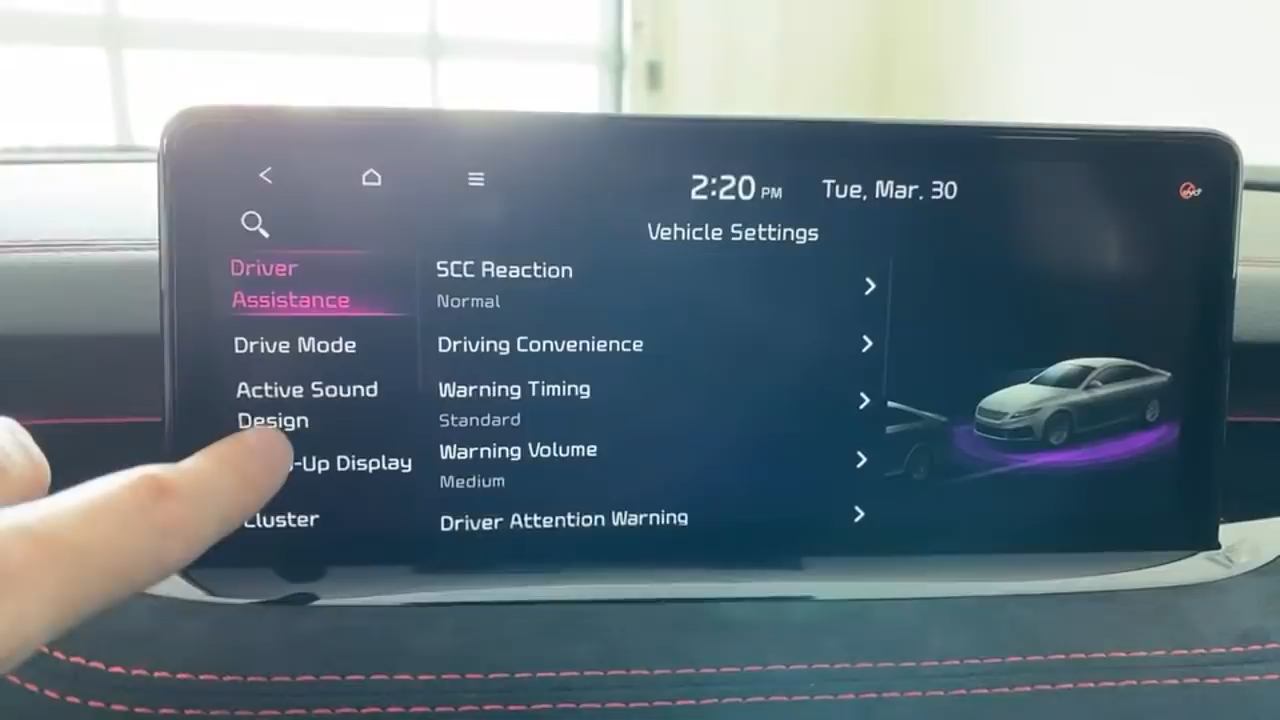 2:20 PM Tue, Mar. 30
Vehicle Settings
Driver
Assistance
Drive Mode
Active Sound
Design
-Up Display
Cluster
SCC Reaction
Normal
Driving Convenience
Warning Timing
Standard
Warning Volume
Medium
Driver Attention Warning